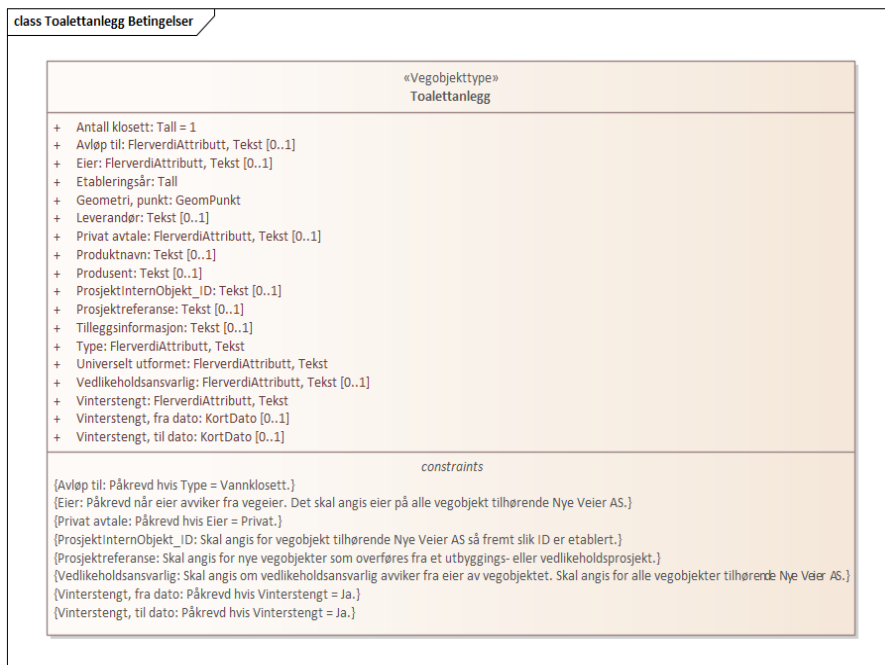 class Toalettanlegg Betingelser
«Vegobjekttype»
Toalettanlegg
+ Antall klosett: Tall = 1
+ Avløp til: FlerverdiAttributt, Tekst [0..1]
+ Eier: FlerverdiAttributt, Tekst [0..1]
+ Etableringsår: Tall
+ Geometri, punkt: GeomPunkt
+ Leverandør: Tekst [0..1]
+ Privat avtale: FlerverdiAttributt, Tekst [0..1]
+ Produktnavn: Tekst [0..1]
+ Produsent: Tekst [0..1]
+ ProsjektInternObjekt_ID: Tekst [0..1]
+ Prosjektreferanse: Tekst [0..1]
+ Tilleggsinformasjon: Tekst [0..1]
+ Type: FlerverdiAttributt, Tekst
+ Universelt utformet: FlerverdiAttributt, Tekst
+ Vedlikeholdsansvarlig: FlerverdiAttributt, Tekst [0..1]
+ Vinterstengt: FlerverdiAttributt, Tekst
+ Vinterstengt, fra dato: KortDato [0..1]
+ Vinterstengt, til dato: KortDato [0..1]
constraints
{Avløp til: Påkrevd hvis Type = Vannklosett.}
{Eier: Påkrevd når eier avviker fra vegeier. Det skal angis eier på alle vegobjekt tilhørende Nye Veier AS.}
{Privat avtale: Påkrevd hvis Eier = Privat.}
{ProsjektInternObjekt_ID: Skal angis for vegobjekt tilhørende Nye Veier AS så fremt slik ID er etablert.}
{Prosjektreferanse: Skal angis for nye vegobjekter som overføres fra et utbyggings- eller vedlikeholdsprosjekt.}
{Vedlikeholdsansvarlig: Skal angis om vedlikeholdsansvarlig avviker fra eier av vegobjektet. Skal angis for alle vegobjekter tilhørende Nye Veier AS.}
{Vinterstengt, fra dato: Påkrevd hvis Vinterstengt = Ja.}
{Vinterstengt, til dato: Påkrevd hvis Vinterstengt = Ja.}